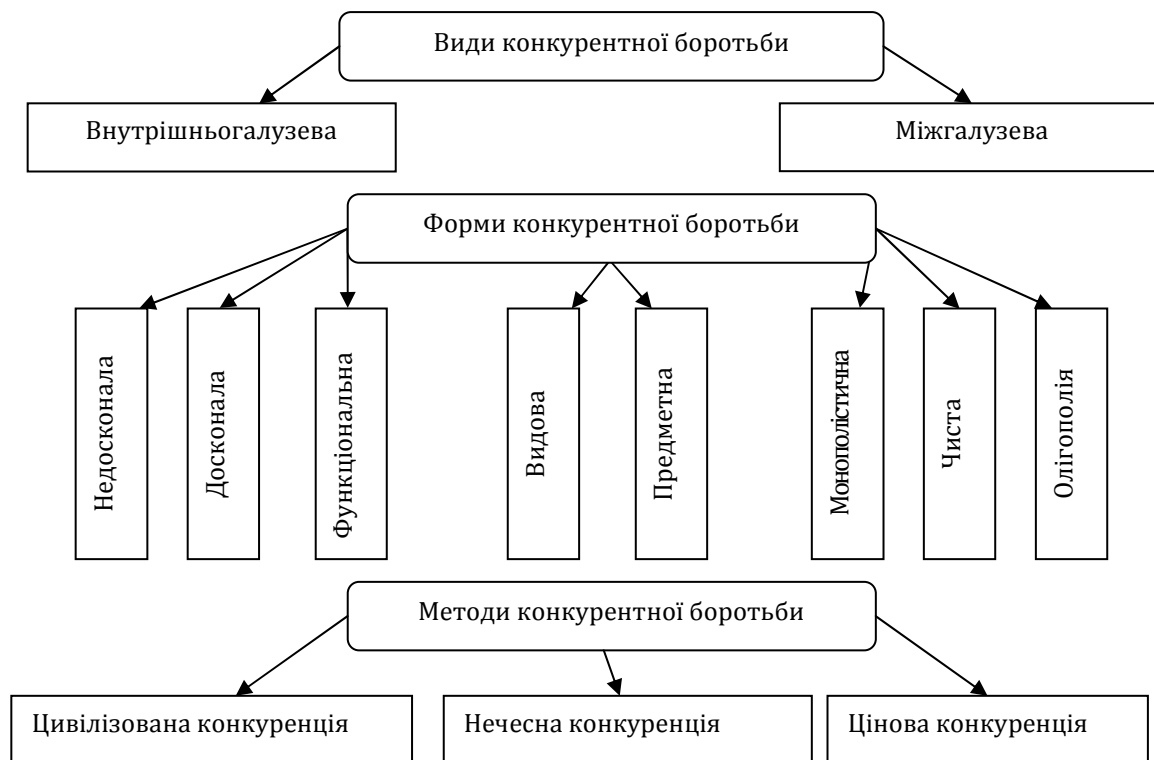 Види конкурентної боротьби
Внутрішньогалузева
Міжгалузева
Форми конкурентної боротьби
Недосконала
Досконала
Функціональна
Видова
Предметна
Монополістична
Чиста
Олігополія
Методи конкурентної боротьби
Цивілізована конкуренція
Нечесна конкуренція
Цінова конкуренція